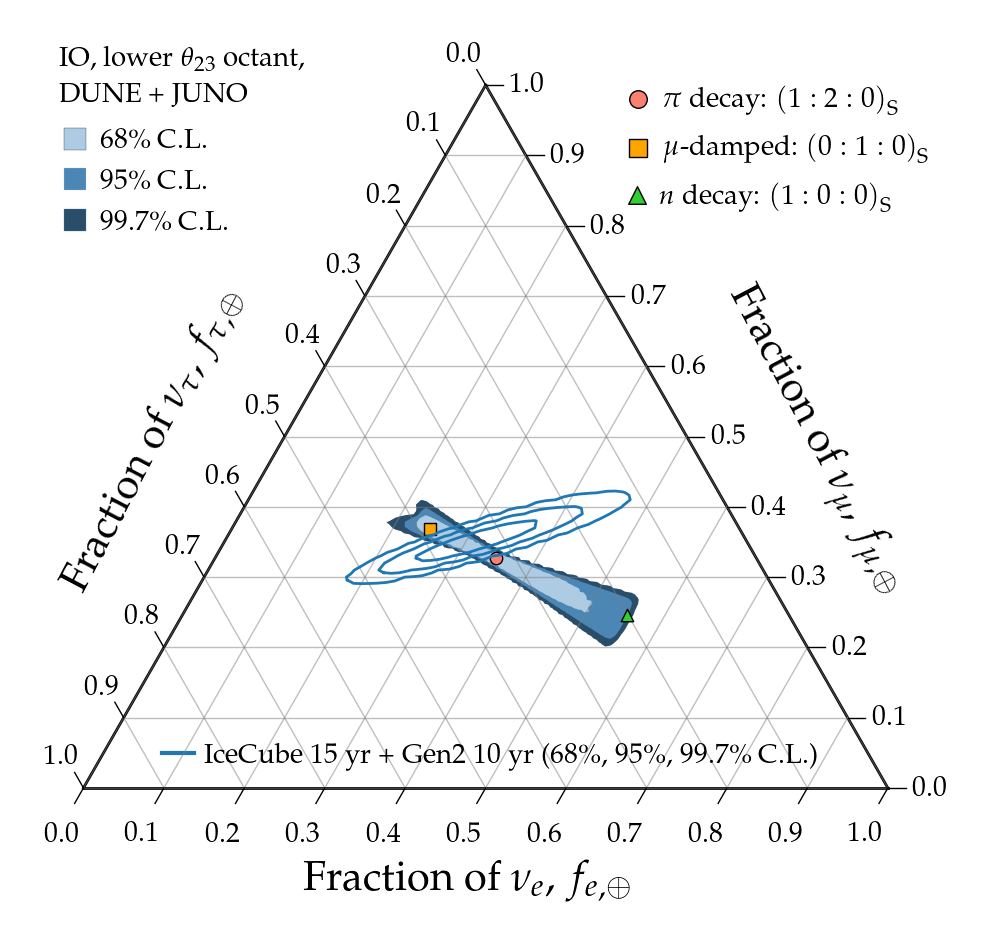 IO, lower θ23 octant,
DUNE + JUNO
68% C.L.
95% C.L.
99.7% C.L.
π decay: (1 : 2 : 0)S
μ-damped: (0 : 1 : 0)S
n decay: (1 : 0 : 0)S
Fraction of ντ, fτ,⊕
0.0
0.1
0.2
0.3
0.4
0.5
0.6
0.7
0.8
0.9
1.0
Fraction of νμ, fμ,⊕
1.0
0.9
0.8
0.7
0.6
0.5
0.4
0.3
0.2
0.1
0.0
IceCube 15 yr + Gen2 10 yr (68%, 95%, 99.7% C.L.)
0.0 0.1 0.2 0.3 0.4 0.5 0.6 0.7 0.8 0.9 1.0
Fraction of νe, fe,⊕